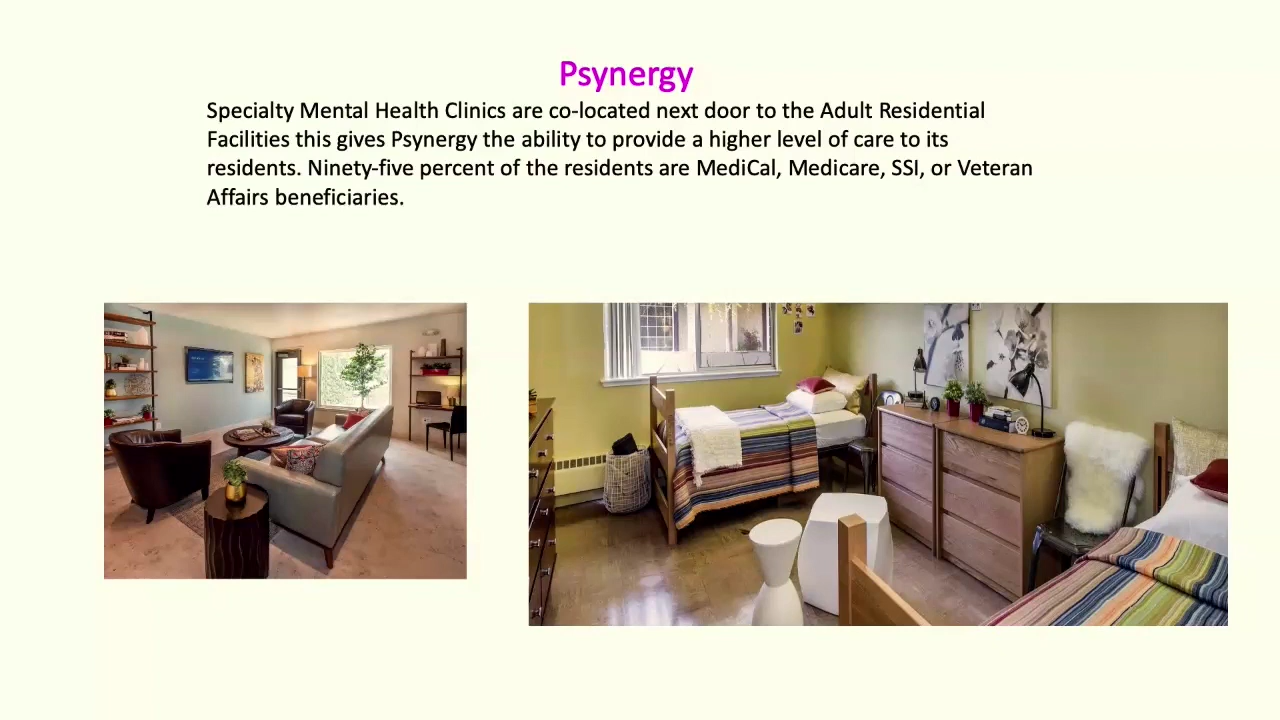 Psynergy
Specialty Mental Health Clinics are co-located next door to the Adult Residential
Facilities this gives Psynergy the ability to provide a higher level of care to its
residents. Ninety-five percent of the residents are MediCal, Medicare, SSI, or Veteran
Affairs beneficiaries.